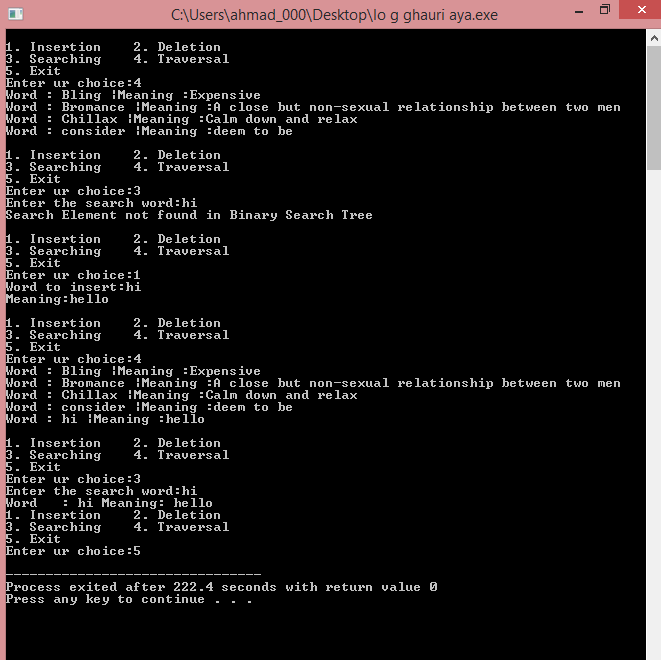 C:\Users\ahmad_000\Desktop\lo g ghauri aya.exe
1. Insertion    2. Deletion
3. Searching    4. Traversal
5. Exit
Enter ur choice:4
Word : Bling ¦Meaning :Expensive
Word : Bromance ¦Meaning :A close but non-sexual relationship between two men
Word : Chillax ¦Meaning :Calm down and relax
Word : consider ¦Meaning :deem to be
1. Insertion    2. Deletion
3. Searching    4. Traversal
5. Exit
Enter ur choice:3
Enter the search word:hi
Search Element not found in Binary Search Tree
1. Insertion    2. Deletion
3. Searching    4. Traversal
5. Exit
Enter ur choice:1
Word to insert:hi
Meaning:hello
1. Insertion    2. Deletion
3. Searching    4. Traversal
5. Exit
Enter ur choice:4
Word : Bling ¦Meaning :Expensive
Word : Bromance ¦Meaning :A close but non-sexual relationship between two men
Word : Chillax ¦Meaning :Calm down and relax
Word : consider ¦Meaning :deem to be
Word : hi ¦Meaning :hello
1. Insertion    2. Deletion
3. Searching    4. Traversal
5. Exit
Enter ur choice:3
Enter the search word:hi
Word   : hi Meaning: hello
1. Insertion    2. Deletion
3. Searching    4. Traversal
5. Exit
Enter ur choice:5
--------------------------------
Process exited after 222.4 seconds with return value 0
Press any key to continue . . .